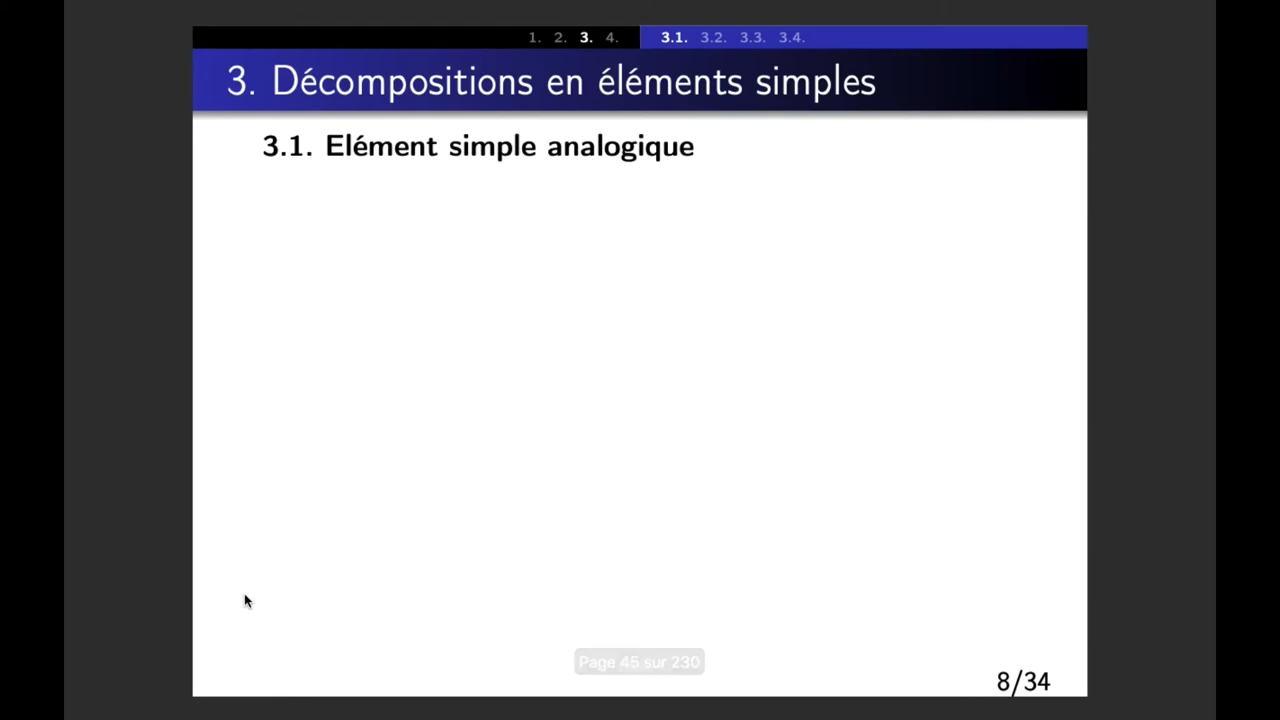 1. 2. 3. 4. 3.1. 3.2. 3.3. 3.4.
3. Décompositions en éléments simples
3.1. Elément simple analogique
Page 45 sur 230
8/34